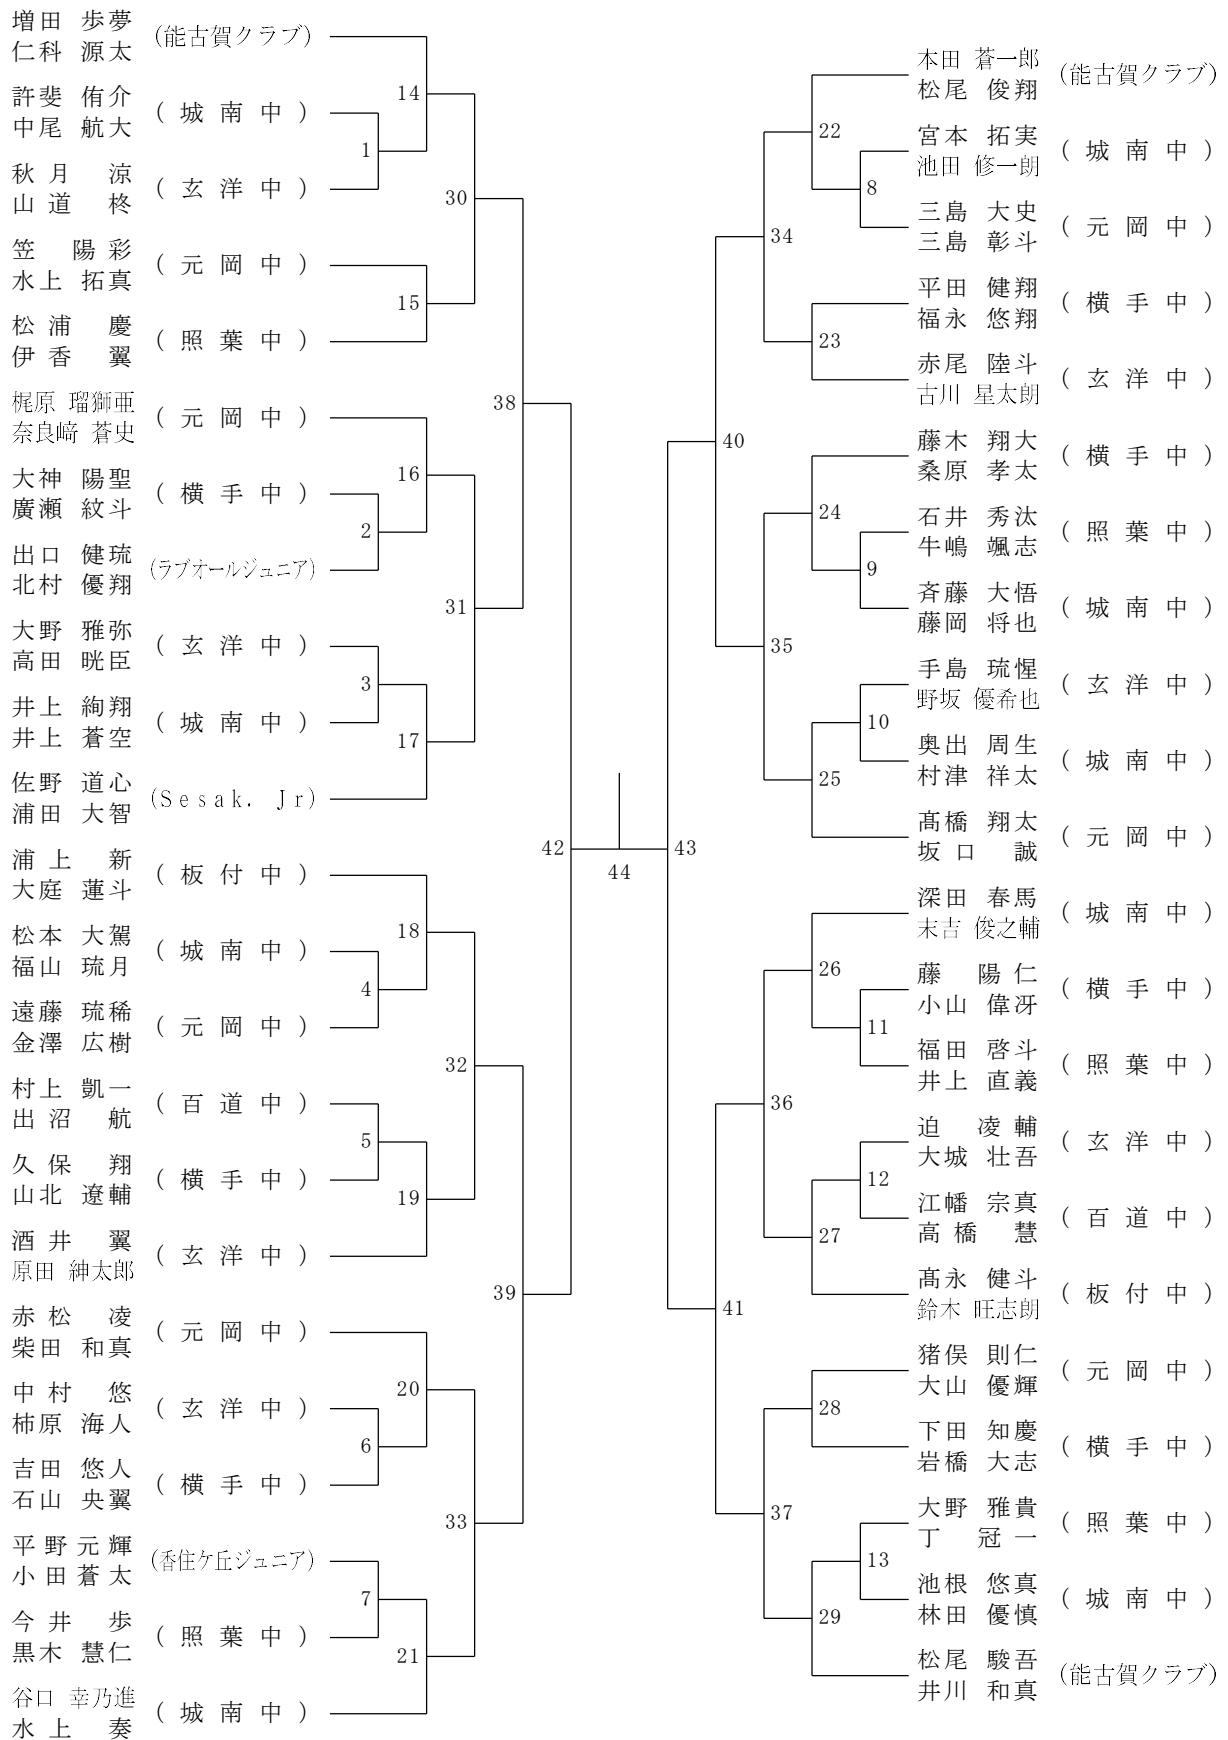 増田 歩夢
仁科 源太
(能古賀クラブ)
許斐 侑介
中尾 航大
(城南中)
秋月 涼
山道 柊
(玄洋中)
笠 陽彩
水上 拓真
(元岡中)
松浦 慶
伊香 翼
(照葉中)
梶原 瑠獅亜
奈良﨑 蒼史
(元岡中)
大神 陽聖
廣瀬 紋斗
(横手中)
出口 健琉
北村 優翔
(ラブオールジュニア)
大野 雅弥
高田 晄臣
(玄洋中)
井上 絢翔
井上 蒼空
(城南中)
佐野 道心
浦田 大智
(Sesak. Jr)
浦上 新
大庭 蓮斗
(板付中)
松本 大駕
福山 琉月
(城南中)
遠藤 琉稀
金澤 広樹
(元岡中)
村上 凱一
出沼 航
(百道中)
久保 翔
山北 遼輔
(横手中)
酒井 翼
原田 紳太郎
(玄洋中)
赤松 凌
柴田 和真
(元岡中)
中村 悠
柿原 海人
(玄洋中)
吉田 悠人
石山 央翼
(横手中)
平野元輝
小田蒼太
(香住ケ丘ジュニア)
今井 歩
黒木 慧仁
(照葉中)
谷口 幸乃進
水上 奏
(城南中)
1
2
3
4
5
6
7
14
15
16
17
18
19
20
21
30
31
32
33
38
39
42
44
43
40
41
34
35
36
37
22
23
24
25
26
27
28
29
8
9
10
11
12
13
本田 蒼一郎
松尾 俊翔
(能古賀クラブ)
宮本 拓実
池田 修一朗
(城南中)
三島 大史
三島 彰斗
(元岡中)
平田 健翔
福永 悠翔
(横手中)
赤尾 陸斗
古川 星太朗
(玄洋中)
藤木 翔大
桑原 孝太
(横手中)
石井 秀汰
牛嶋 颯志
(照葉中)
斉藤 大悟
藤岡 将也
(城南中)
手島 琉惺
野坂 優希也
(玄洋中)
奥出 周生
村津 祥太
(城南中)
髙橋 翔太
坂口 誠
(元岡中)
深田 春馬
末吉 俊之輔
(城南中)
藤 陽仁
小山 偉冴
(横手中)
福田 啓斗
井上 直義
(照葉中)
迫 凌輔
大城 壮吾
(玄洋中)
江幡 宗真
高橋 慧
(百道中)
髙永 健斗
鈴木 旺志朗
(板付中)
猪俣 則仁
大山 優輝
(元岡中)
下田 知慶
岩橋 大志
(横手中)
大野 雅貴
丁 冠一
(照葉中)
池根 悠真
林田 優慎
(城南中)
松尾 駿吾
井川 和真
(能古賀クラブ)